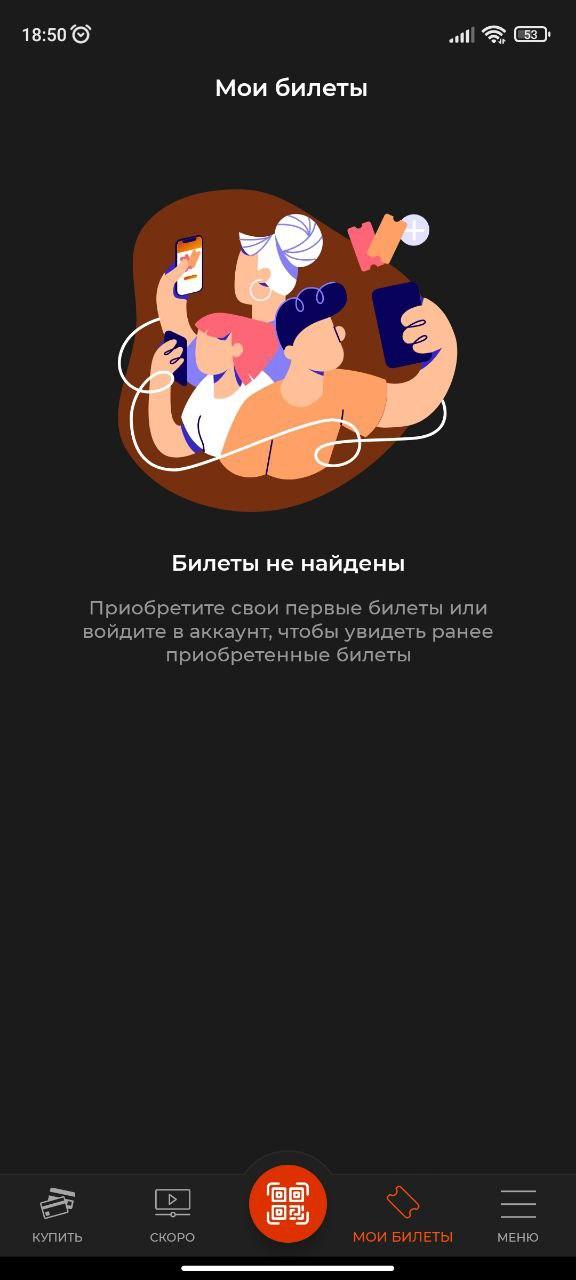 18:50
53
Мои билеты
Билеты не найдены
Приобретите свои первые билеты или
войдите в аккаунт, чтобы увидеть ранее
приобретенные билеты
КУПИТЬ
СКОРО
МОИ БИЛЕТЫ
МЕНЮ